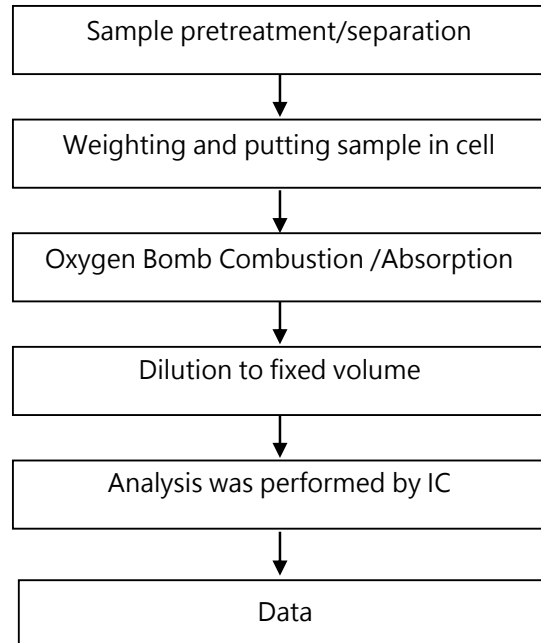 Sample pretreatment/separation
Weighting and putting sample in cell
Oxygen Bomb Combustion /Absorption
Dilution to fixed volume
Analysis was performed by IC
Data